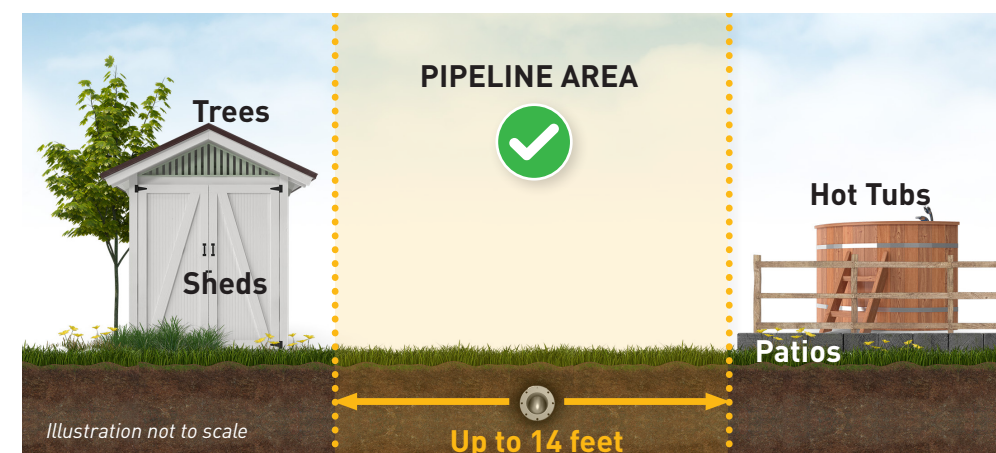 PIPELINE AREA
Trees
Sheds
Hot Tubs
Patios
Illustration not to scale
Up to 14 feet